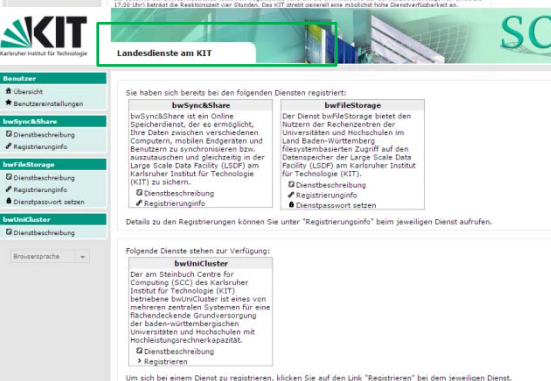 17.00 Uhr) beträgt die Reaktionszeit vier Stunden. Das KIT strebt generell eine möglichst hohe Dienstverfügbarkeit an.
KIT
Karlsruher Institut für Technologie
Landesdienste am KIT
SC
Benutzer
Übersicht
Benutzereinstellungen
bwSync&Share
Dienstbeschreibung
Registrierungsinfo
bwFileStorage
Dienstbeschreibung
Registrierungsinfo
Dienstpasswort setzen
bwUniCluster
Dienstbeschreibung
Browsersprache
Sie haben sich bereits bei den folgenden Diensten registriert:
bwSync&Share
bwSync&Share ist ein Online
Speicherdienst, der es ermöglicht,
Ihre Daten zwischen verschiedenen
Computern, mobilen Endgeräten und
Benutzern zu synchronisieren bzw.
auszutauschen und gleichzeitig in der
Large Scale Data Facility (LSDF) am
Karlsruher Institut für Technologie
(KIT) zu sichern.
Dienstbeschreibung
Registrierungsinfo
bwFileStorage
Der Dienst bwFileStorage bietet den
Nutzern der Rechenzentren der
Universitäten und Hochschulen im
Land Baden-Württemberg
filesystembasierten Zugriff auf den
Datenspeicher der Large Scale Data
Facility (LSDF) am Karlsruher Institut
für Technologie (KIT).
Dienstbeschreibung
Registrierungsinfo
Dienstpasswort setzen
Details zu den Registrierungen können Sie unter "Registrierungsinfo" beim jeweiligen Dienst aufrufen.
Folgende Dienste stehen zur Verfügung:
bwUniCluster
Der am Steinbuch Centre for
Computing (SCC) des Karlsruher
Institut für Technologie (KIT)
betriebene bwUniCluster ist eines von
mehreren zentralen Systemen für eine
flächendeckende Grundversorgung
der baden-württembergischen
Universitäten und Hochschulen mit
Hochleistungsrechnerkapazität.
Dienstbeschreibung
Registrieren
Um sich bei einem Dienst zu registrieren, klicken Sie auf den Link "Registrieren" bei dem jeweiligen Dienst.